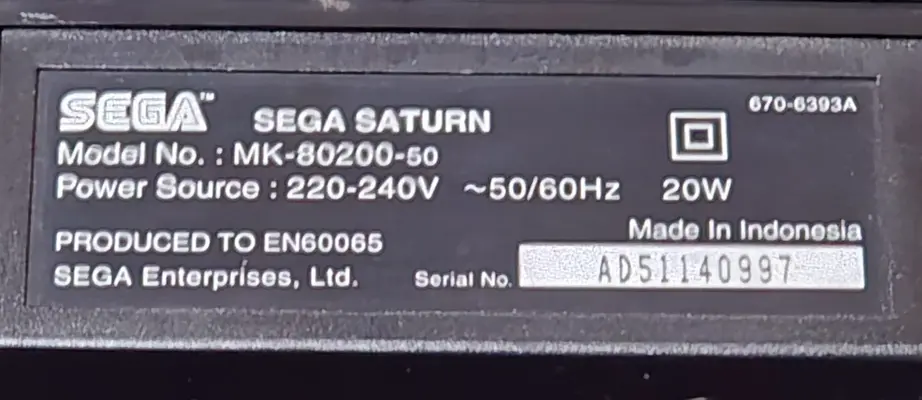 SEGA™ SEGA SATURN 670-6393A
Model No. : MK-80200-50
Power Source : 220-240V ~50/60Hz 20W
Made In Indonesia
PRODUCED TO EN60065
SEGA Enterprises, Ltd. Serial No. AD51140997